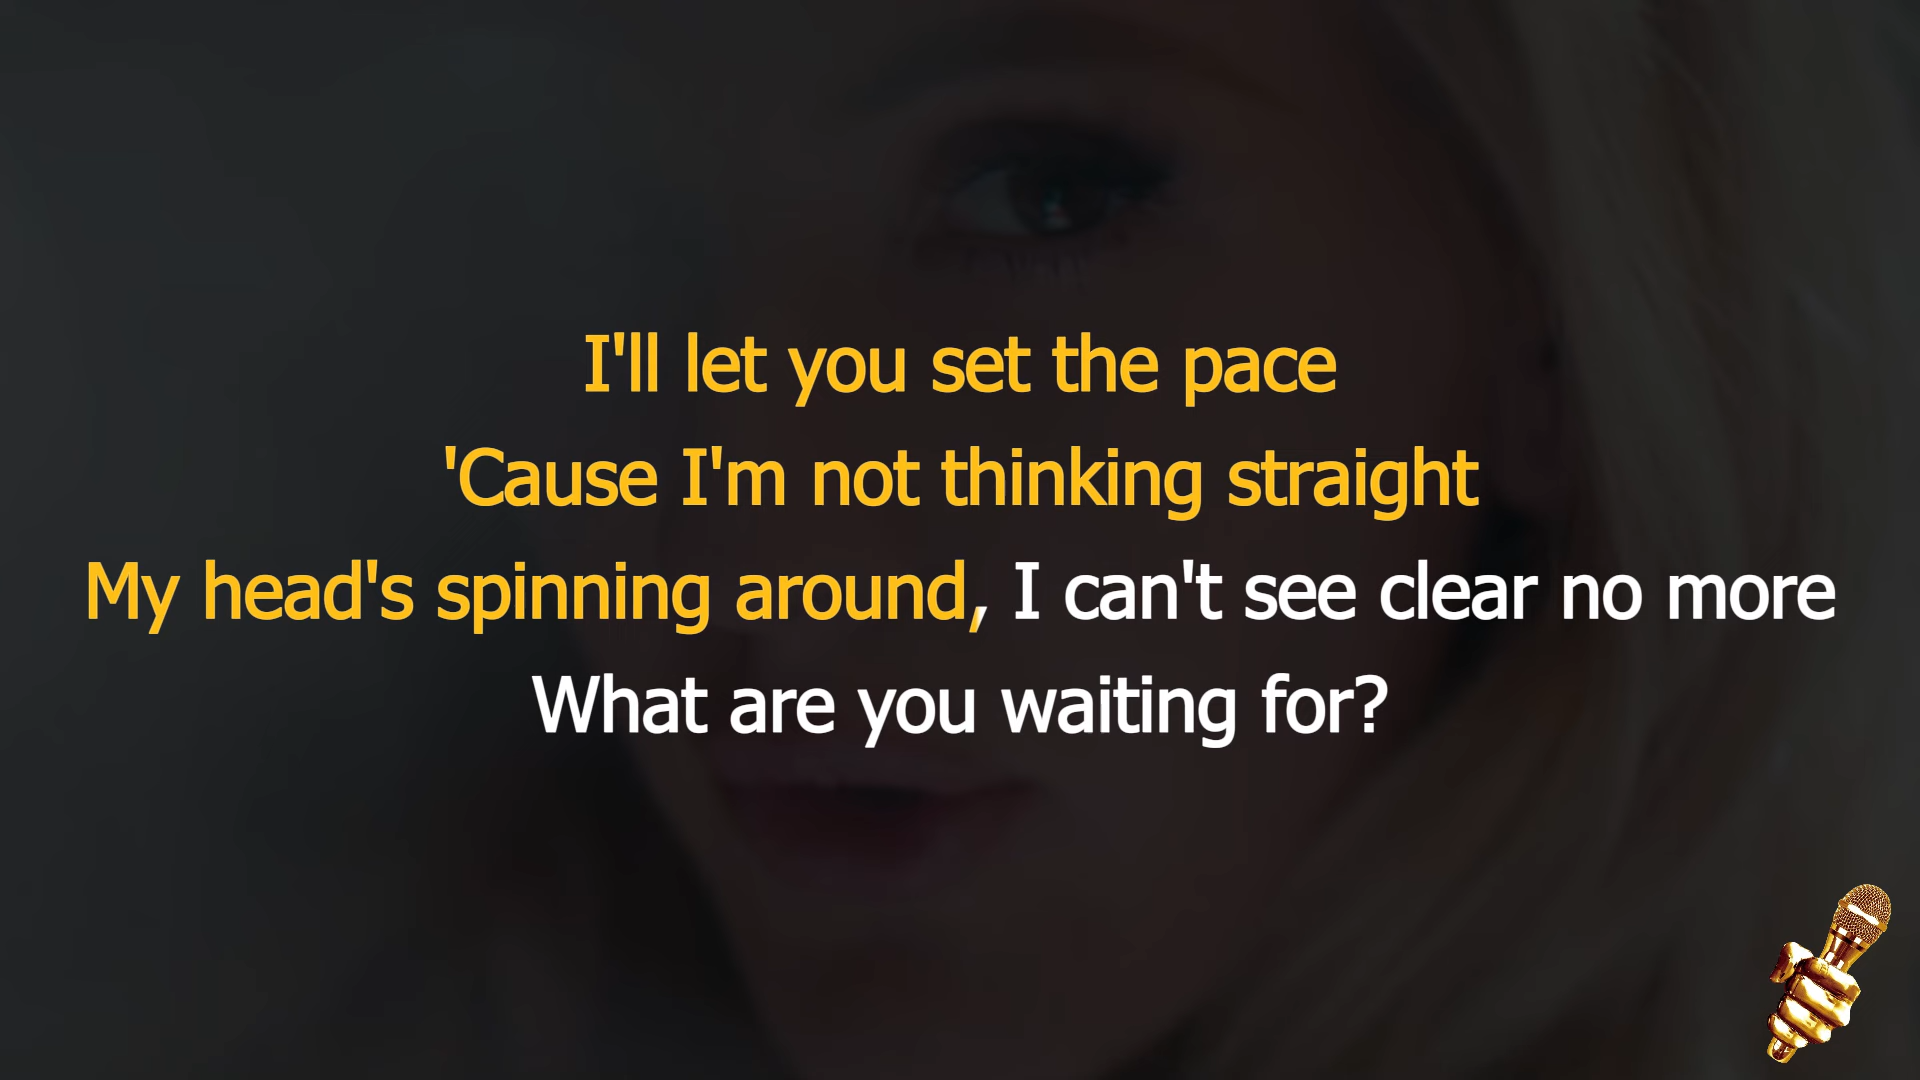 I'll let you set the pace
'Cause I'm not thinking straight
My head's spinning around, I can't see clear no more
What are you waiting for?